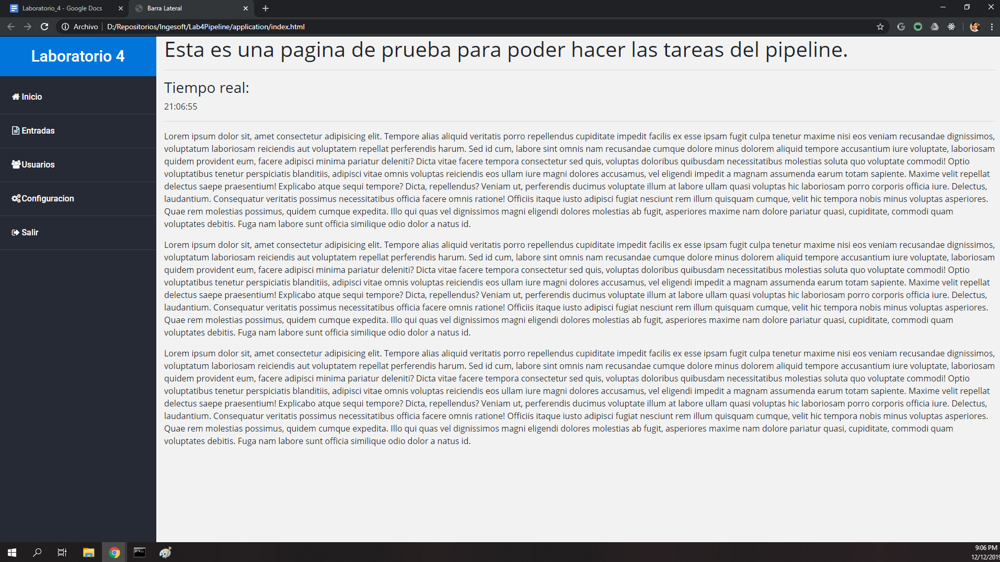 Laboratorio_4 - Google Docs
Barra Lateral
Archivo
D:/Repositorios/Ingesoft/Lab4Pipeline/application/index.html
Laboratorio 4
Inicio
Entradas
Usuarios
Configuracion
Salir
Esta es una pagina de prueba para poder hacer las tareas del pipeline.
Tiempo real:
21:06:55
Lorem ipsum dolor sit, amet consectetur adipisicing elit. Tempore alias aliquid veritatis porro repellendus cupiditate impedit facilis ex esse ipsam fugit culpa tenetur maxime nisi eos veniam recusandae dignissimos,
voluptatum laboriosam reiciendis aut voluptatem repellat perferendis harum. Sed id cum, labore sint omnis nam recusandae cumque dolore minus dolorem aliquid tempore accusantium iure voluptate, laboriosam
quidem provident eum, facere adipisci minima pariatur deleniti? Dicta vitae facere tempora consectetur sed quis, voluptas doloribus quibusdam necessitatibus molestias soluta quo voluptate commodi! Optio
voluptatibus tenetur perspiciatis blanditiis, adipisci vitae omnis voluptas reiciendis eos ullam iure magni dolores accusamus, vel eligendi impedit a magnam assumenda earum totam sapiente. Maxime velit repellat
delectus saepe praesentium! Explicabo atque sequi tempore? Dicta, repellendus? Veniam ut, perferendis ducimus voluptate illum at labore ullam quasi voluptas hic laboriosam porro corporis officia iure. Delectus,
laudantium. Consequatur veritatis possimus necessitatibus officia facere omnis ratione! Officiis itaque iusto adipisci fugiat nesciunt rem illum quisquam cumque, velit hic tempora nobis minus voluptas asperiores.
Quae rem molestias possimus, quidem cumque expedita. Illo qui quas vel dignissimos magni eligendi dolores molestias ab fugit, asperiores maxime nam dolore pariatur quasi, cupiditate, commodi quam
voluptates debitis. Fuga nam labore sunt officia similique odio dolor a natus id.
Lorem ipsum dolor sit, amet consectetur adipisicing elit. Tempore alias aliquid veritatis porro repellendus cupiditate impedit facilis ex esse ipsam fugit culpa tenetur maxime nisi eos veniam recusandae dignissimos,
voluptatum laboriosam reiciendis aut voluptatem repellat perferendis harum. Sed id cum, labore sint omnis nam recusandae cumque dolore minus dolorem aliquid tempore accusantium iure voluptate, laboriosam
quidem provident eum, facere adipisci minima pariatur deleniti? Dicta vitae facere tempora consectetur sed quis, voluptas doloribus quibusdam necessitatibus molestias soluta quo voluptate commodi! Optio
voluptatibus tenetur perspiciatis blanditiis, adipisci vitae omnis voluptas reiciendis eos ullam iure magni dolores accusamus, vel eligendi impedit a magnam assumenda earum totam sapiente. Maxime velit repellat
delectus saepe praesentium! Explicabo atque sequi tempore? Dicta, repellendus? Veniam ut, perferendis ducimus voluptate illum at labore ullam quasi voluptas hic laboriosam porro corporis officia iure. Delectus,
laudantium. Consequatur veritatis possimus necessitatibus officia facere omnis ratione! Officiis itaque iusto adipisci fugiat nesciunt rem illum quisquam cumque, velit hic tempora nobis minus voluptas asperiores.
Quae rem molestias possimus, quidem cumque expedita. Illo qui quas vel dignissimos magni eligendi dolores molestias ab fugit, asperiores maxime nam dolore pariatur quasi, cupiditate, commodi quam
voluptates debitis. Fuga nam labore sunt officia similique odio dolor a natus id.
Lorem ipsum dolor sit, amet consectetur adipisicing elit. Tempore alias aliquid veritatis porro repellendus cupiditate impedit facilis ex esse ipsam fugit culpa tenetur maxime nisi eos veniam recusandae dignissimos,
voluptatum laboriosam reiciendis aut voluptatem repellat perferendis harum. Sed id cum, labore sint omnis nam recusandae cumque dolore minus dolorem aliquid tempore accusantium iure voluptate, laboriosam
quidem provident eum, facere adipisci minima pariatur deleniti? Dicta vitae facere tempora consectetur sed quis, voluptas doloribus quibusdam necessitatibus molestias soluta quo voluptate commodi! Optio
voluptatibus tenetur perspiciatis blanditiis, adipisci vitae omnis voluptas reiciendis eos ullam iure magni dolores accusamus, vel eligendi impedit a magnam assumenda earum totam sapiente. Maxime velit repellat
delectus saepe praesentium! Explicabo atque sequi tempore? Dicta, repellendus? Veniam ut, perferendis ducimus voluptate illum at labore ullam quasi voluptas hic laboriosam porro corporis officia iure. Delectus,
laudantium. Consequatur veritatis possimus necessitatibus officia facere omnis ratione! Officiis itaque iusto adipisci fugiat nesciunt rem illum quisquam cumque, velit hic tempora nobis minus voluptas asperiores.
Quae rem molestias possimus, quidem cumque expedita. Illo qui quas vel dignissimos magni eligendi dolores molestias ab fugit, asperiores maxime nam dolore pariatur quasi, cupiditate, commodi quam
voluptates debitis. Fuga nam labore sunt officia similique odio dolor a natus id.
9:06 PM
12/12/2019